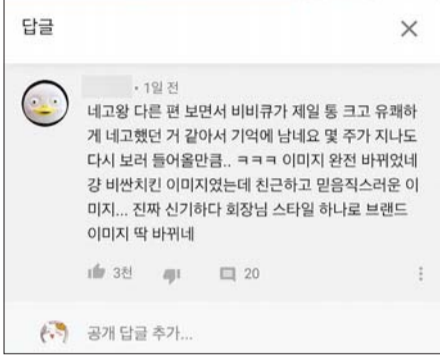 답글
• 1일 전
네고왕 다른 편 보면서 비비큐가 제일 통 크고 유쾌하
게 네고했던 거 같아서 기억에 남네요 몇 주가 지나도
다시 보러 들어올만큼.. ㅋㅋㅋ 이미지 완전 바뀌었네
걍 비싼치킨 이미지였는데 친근하고 믿음직스러운 이
미지... 진짜 신기하다 회장님 스타일 하나로 브랜드
이미지 딱 바뀌네
3천 20
공개 답글 추가...